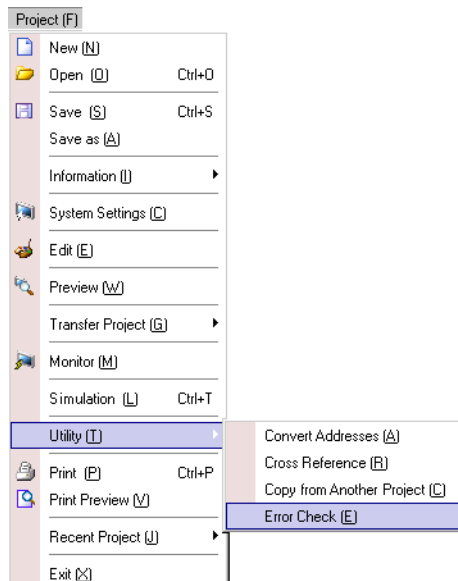 Project (F)
New (N)
Open (O) Ctrl+O
Save (S) Ctrl+S
Save as (A)
Information (I)
System Settings (C)
Edit (E)
Preview (W)
Transfer Project (G)
Monitor (M)
Simulation (L) Ctrl+T
Utility (T)
Convert Addresses (A)
Cross Reference (R)
Copy from Another Project (C)
Error Check (E)
Print (P) Ctrl+P
Print Preview (V)
Recent Project (J)
Exit (X)